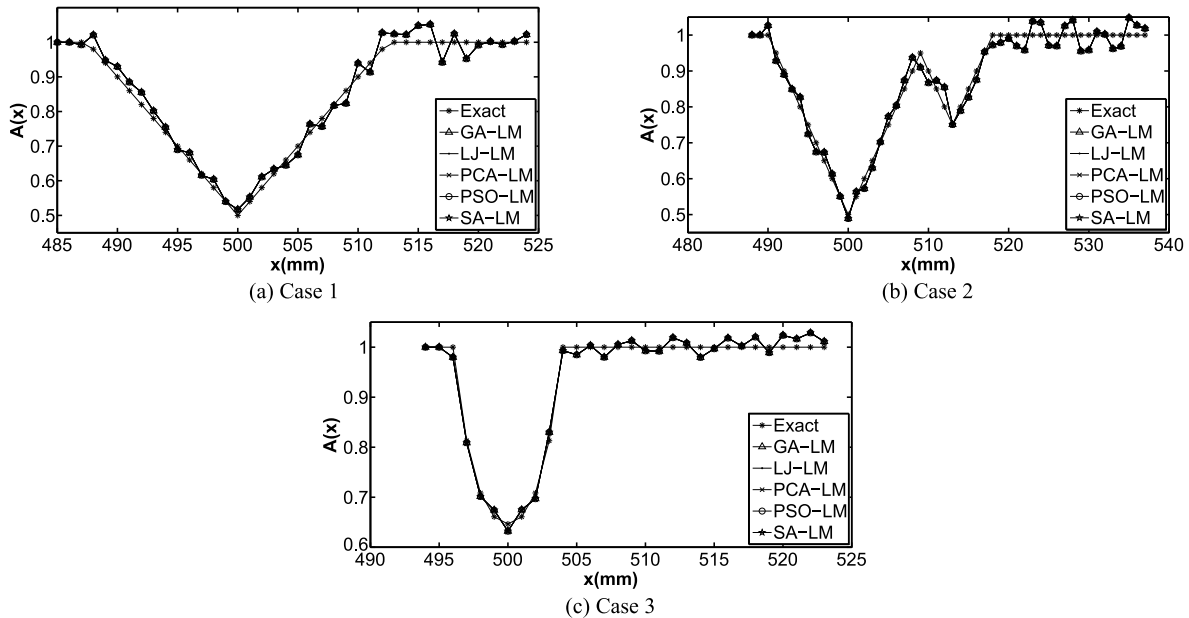 1
0.9
0.8
0.7
0.6
0.5
A(x)
485 490 495 500 505 510 515 520 525
x(mm)
Exact
GA−LM
LJ−LM
PCA−LM
PSO−LM
SA−LM
(a) Case 1
1
0.9
0.8
0.7
0.6
0.5
A(x)
480 490 500 510 520 530 540
x(mm)
Exact
GA−LM
LJ−LM
PCA−LM
PSO−LM
SA−LM
(b) Case 2
1
0.9
0.8
0.7
0.6
A(x)
490 495 500 505 510 515 520 525
x(mm)
Exact
GA−LM
LJ−LM
PCA−LM
PSO−LM
SA−LM
(c) Case 3